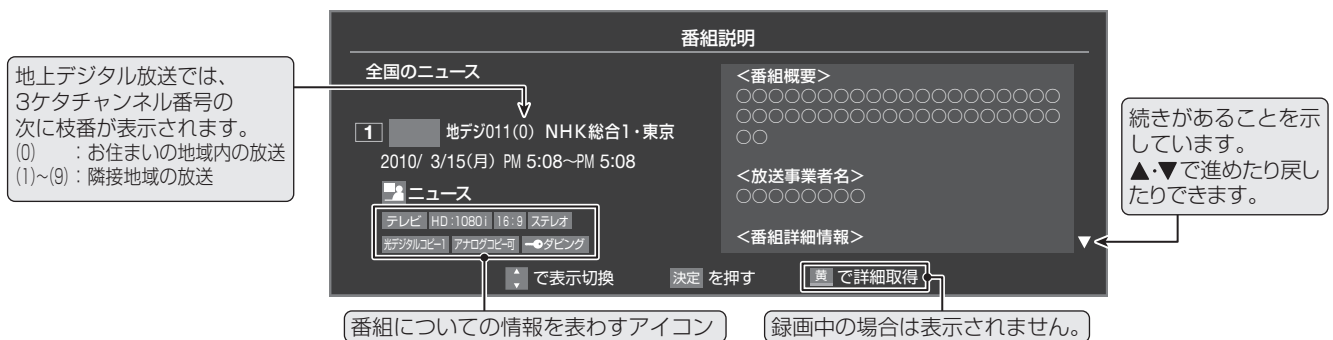 番組説明
地上デジタル放送では、
3ケタチャンネル番号の
次に枝番が表示されます。
(0) ：お住まいの地域内の放送
(1)~(9)：隣接地域の放送
全国のニュース
1 地デジ011(0) NHK総合1・東京
2010/ 3/15(月) PM 5:08~PM 5:08
ニュース
テレビ HD:1080i 16:9 ステレオ
光デジタルコピー1 アナログコピー可 ダビング
<番組概要>
○○○○○○○○○○○○○○○○○○○○
○○○○○○○○○○○○○○○○○○○○
○○
<放送事業者名>
○○○○○○○○
<番組詳細情報>
▼
続きがあることを示
しています。
▲・▼で進めたり戻し
たりできます。
で表示切換 決定 を押す 黄 で詳細取得
番組についての情報を表わすアイコン
録画中の場合は表示されません。